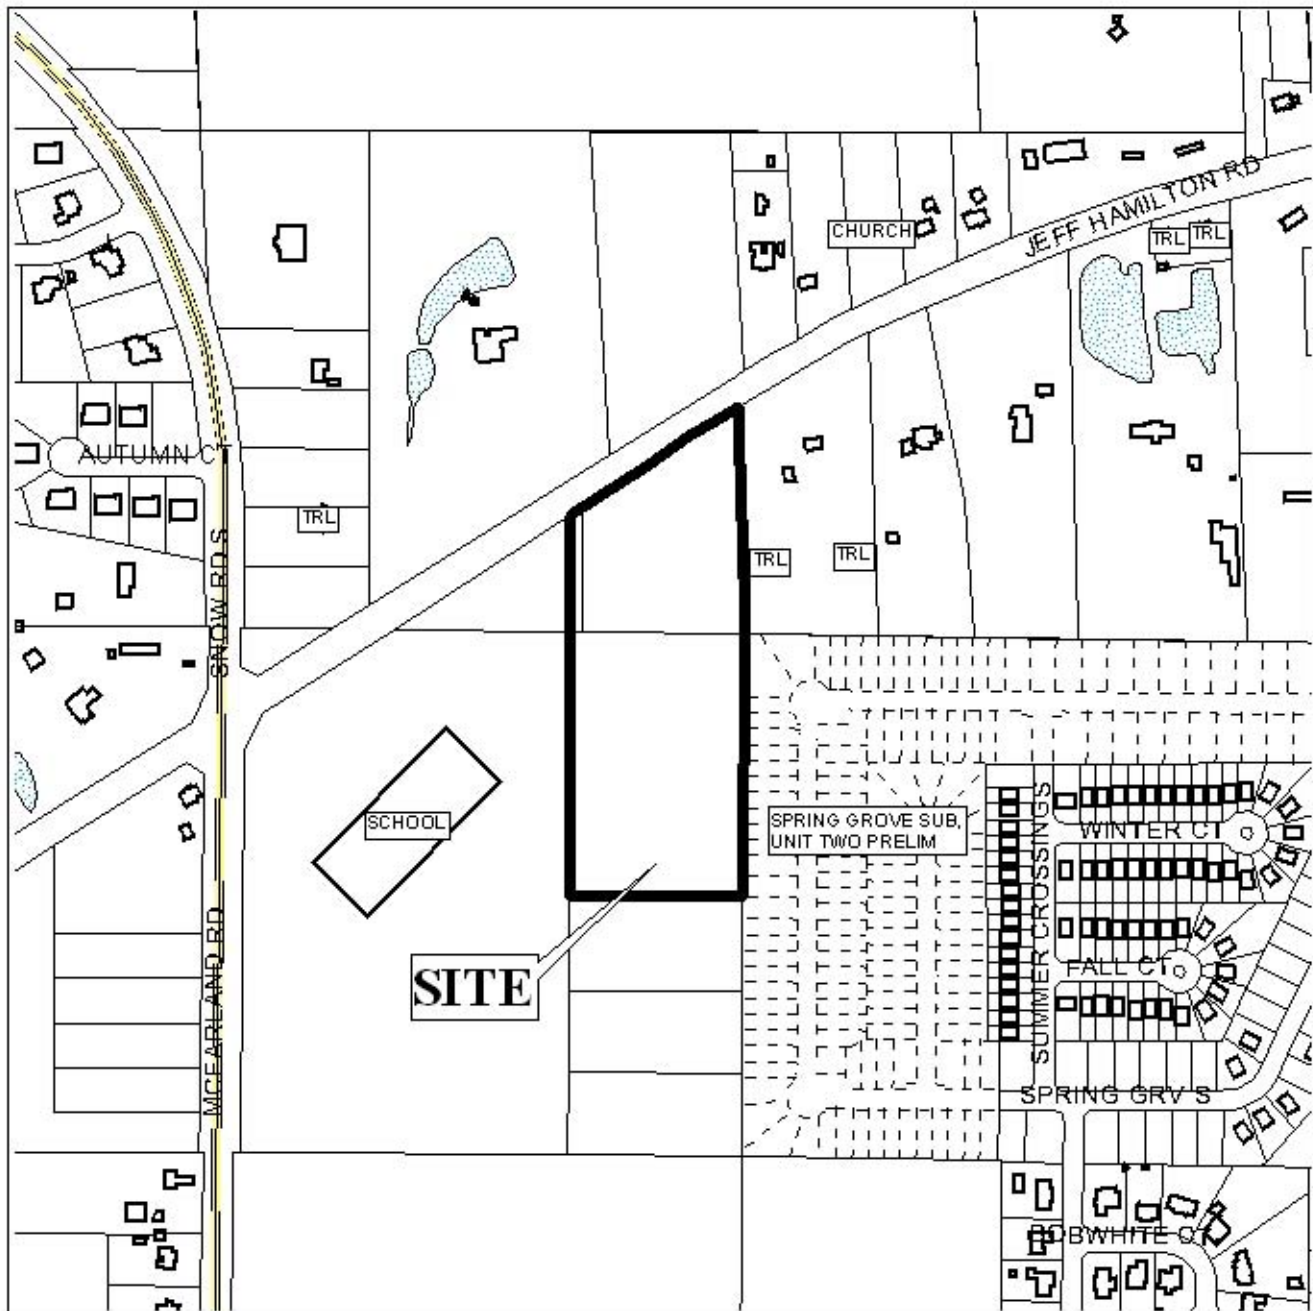 CHURCH
JEFF HAMILTON RD
TRL
TRL
AUTUMN CT
TRL
SNOW RD S
TRL
TRL
SCHOOL
SPRING GROVE SUB,
UNIT TWO PRELIM
SUMMER CROSSINGS
WINTER CT
FALL CT
SITE
MCFARLAND RD
SPRING GRV S
BOBWHITE CT